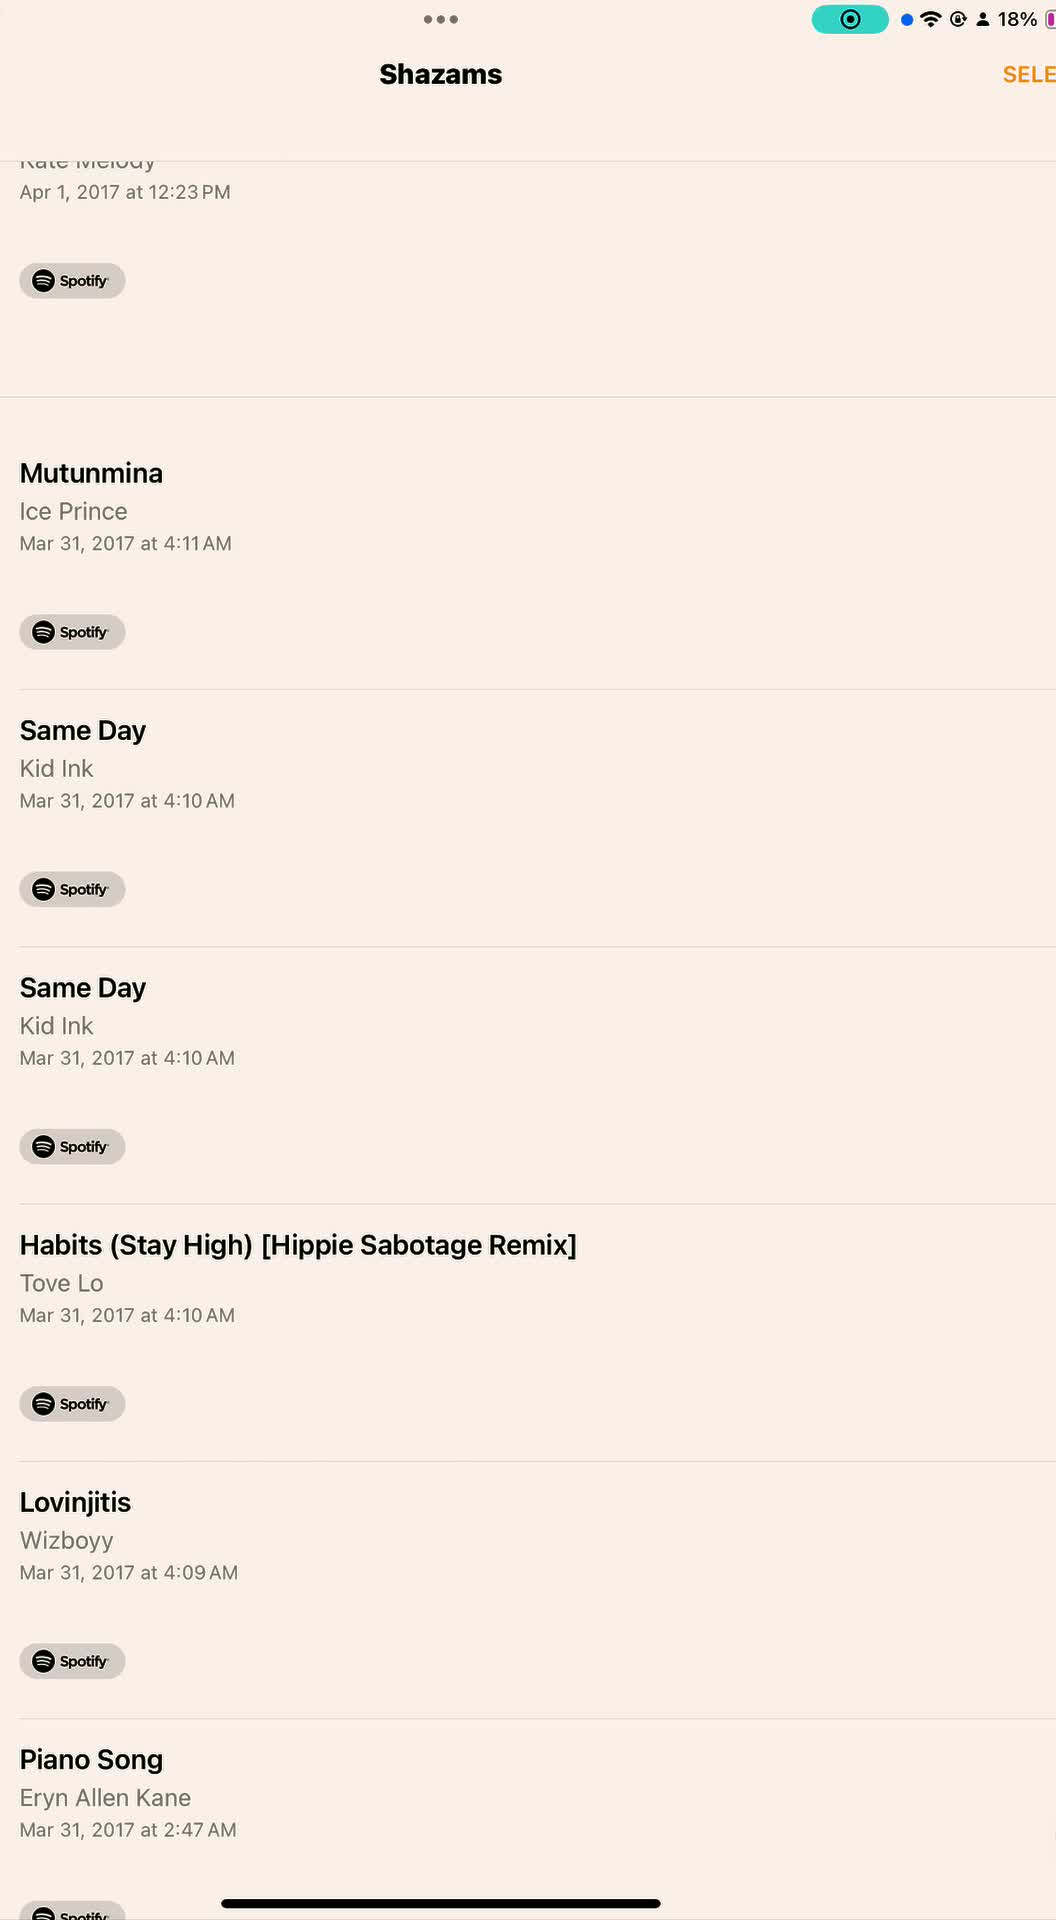 18%
Shazams
SELE
Kate Melody
Apr 1, 2017 at 12:23 PM
Spotify
Mutunmina
Ice Prince
Mar 31, 2017 at 4:11 AM
Spotify
Same Day
Kid Ink
Mar 31, 2017 at 4:10 AM
Spotify
Same Day
Kid Ink
Mar 31, 2017 at 4:10 AM
Spotify
Habits (Stay High) [Hippie Sabotage Remix]
Tove Lo
Mar 31, 2017 at 4:10 AM
Spotify
Lovinjitis
Wizboyy
Mar 31, 2017 at 4:09 AM
Spotify
Piano Song
Eryn Allen Kane
Mar 31, 2017 at 2:47 AM
Spotify